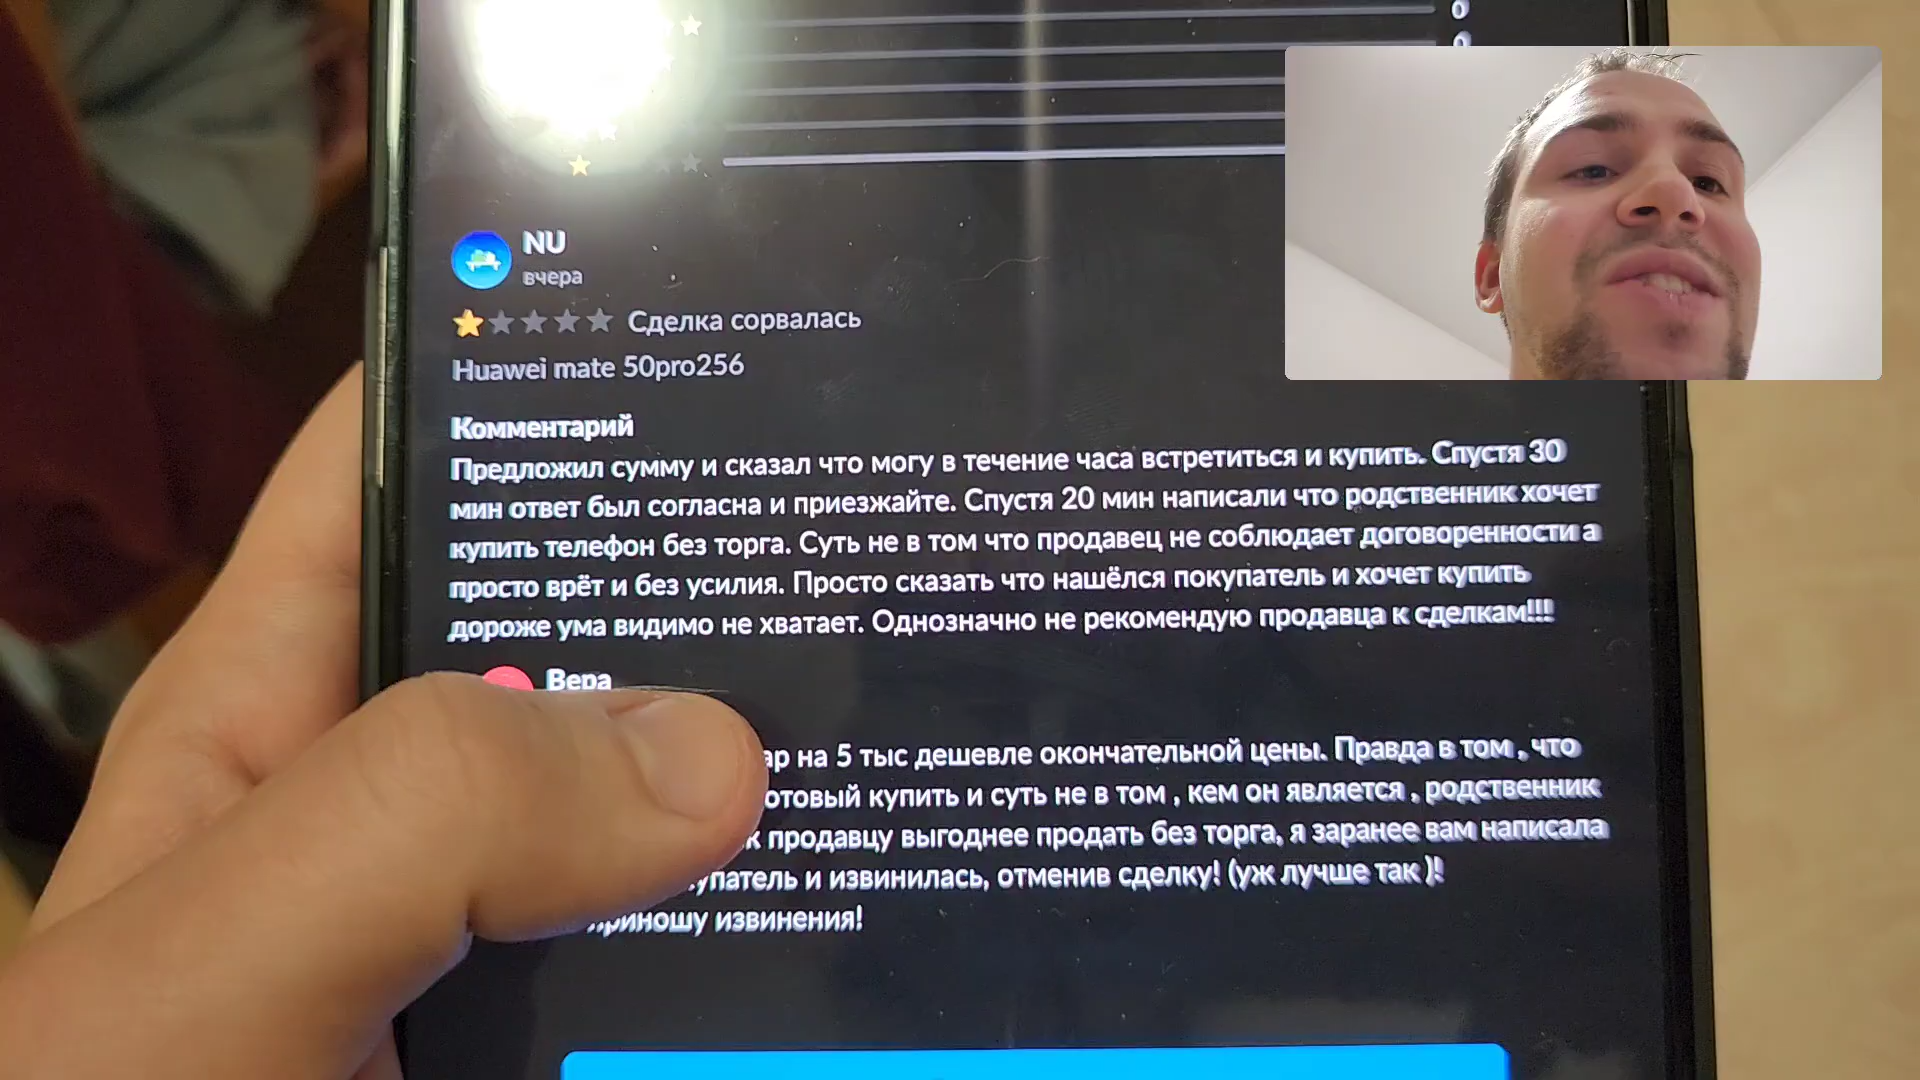 0
0
NU
вчера
Сделка сорвалась
Huawei mate 50pro256
Комментарий
Предложил сумму и сказал что могу в течение часа встретиться и купить. Спустя 30
мин ответ был согласна и приезжайте. Спустя 20 мин написали что родственник хочет
купить телефон без торга. Суть не в том что продавец не соблюдает договоренности а
просто врёт и без усилия. Просто сказать что нашёлся покупатель и хочет купить
дороже ума видимо не хватает. Однозначно не рекомендую продавца к сделкам!!!
Вера
на 5 тыс дешевле окончательной цены. Правда в том , что
купить и суть не в том , кем он является , родственник
продавцу выгоднее продать без торга, я заранее вам написала
и извинилась, отменив сделку! (уж лучше так )!
приношу извинения!